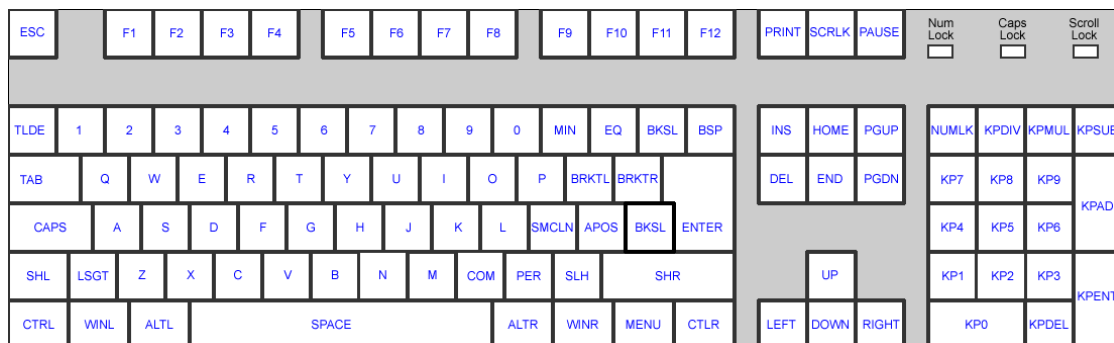 ESC F1 F2 F3 F4 F5 F6 F7 F8 F9 F10 F11 F12 PRINT SCRLK PAUSE Num Lock Caps Lock Scroll Lock
TLDE 1 2 3 4 5 6 7 8 9 0 MIN EQ BKSL BSP INS HOME PGUP NUMLK KPDIV KPMUL KPSUB
TAB Q W E R T Y U I O P BRKTL BRKTR DEL END PGDN KP7 KP8 KP9
CAPS A S D F G H J K L SMCLN APOS BKSL ENTER KP4 KP5 KP6 KPAD
SHL LSGT Z X C V B N M COM PER SLH SHR UP KP1 KP2 KP3 KPENT
CTRL WINL ALTL SPACE ALTR WINR MENU CTLR LEFT DOWN RIGHT KP0 KPDEL